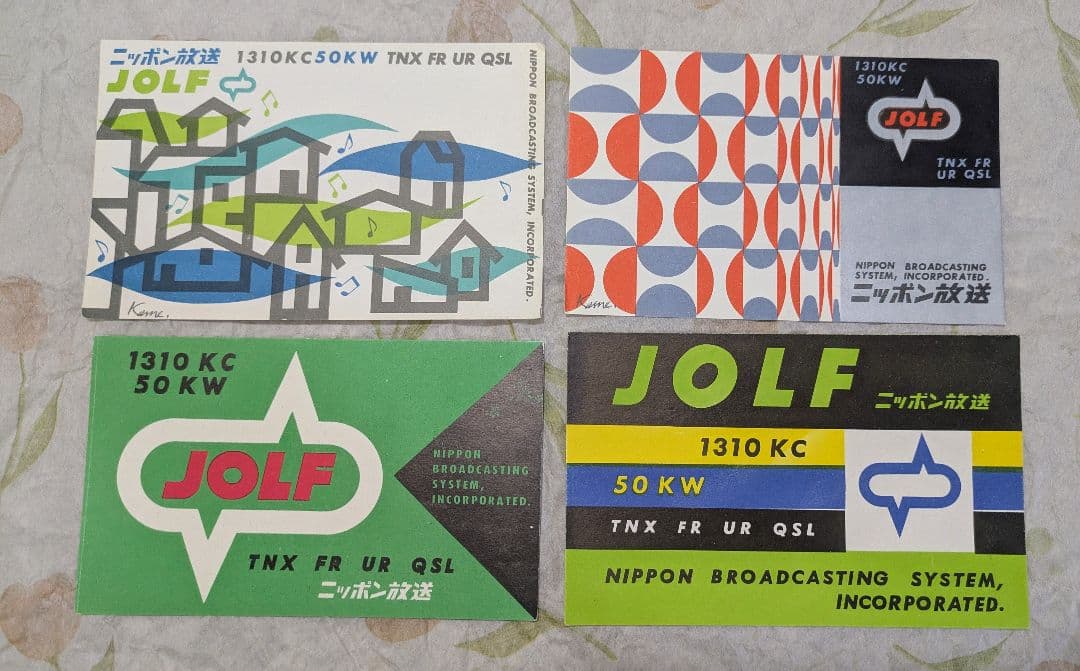 ニッポン放送 1310KC50KW TNX FR UR QSL
JOLF
NIPPON BROADCASTING SYSTEM, INCORPORATED.
Keme.
1310KC
50KW
JOLF
TNX FR
UR QSL
NIPPON BROADCASTING
SYSTEM, INCORPORATED.
ニッポン放送
Keme.
1310 KC
50 KW
JOLF
NIPPON
BROADCASTING
SYSTEM,
INCORPORATED.
TNX FR UR QSL
ニッポン放送
JOLF ニッポン放送
1310 KC
50 KW
TNX FR UR QSL
NIPPON BROADCASTING SYSTEM,
INCORPORATED.